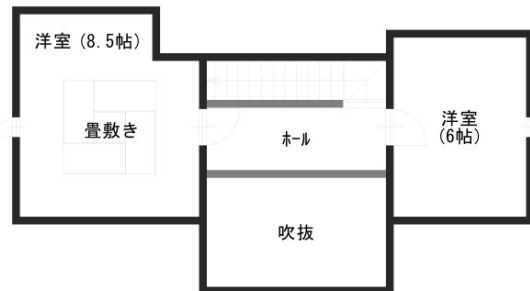 洋室 (8.5帖)
畳敷き
ホール
洋室
(6帖)
吹抜